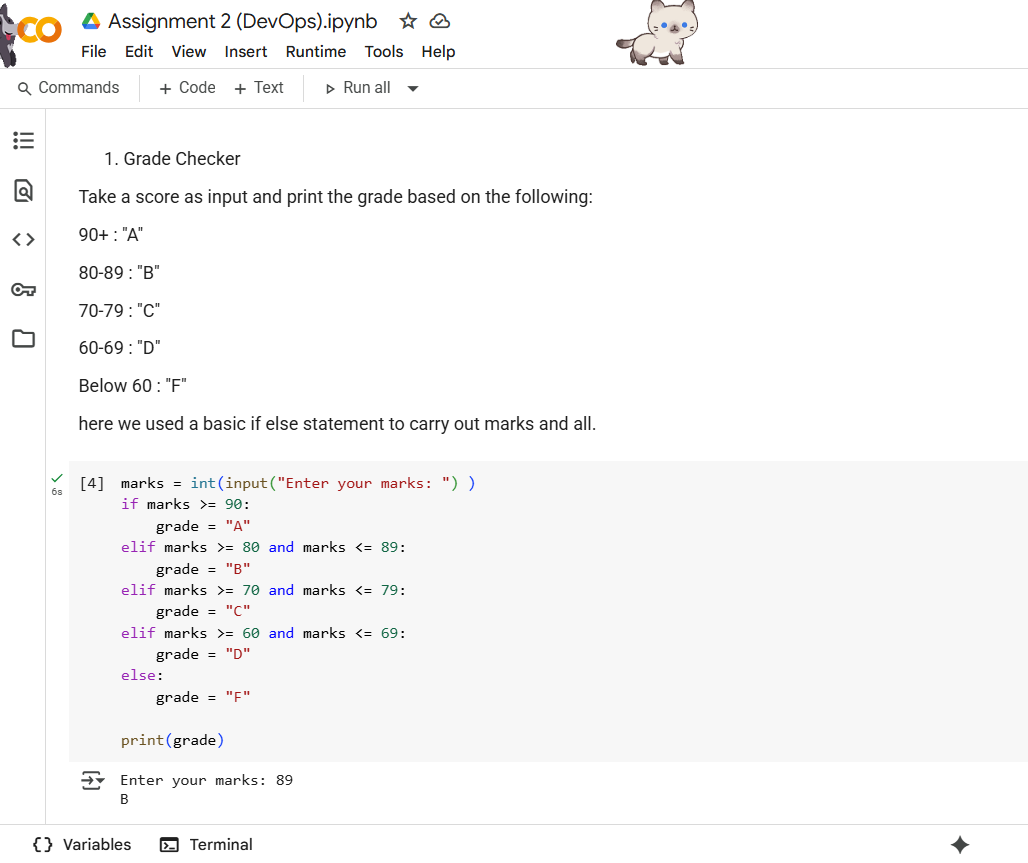 CO
Assignment 2 (DevOps).ipynb
File Edit View Insert Runtime Tools Help
Commands + Code + Text Run all
1. Grade Checker
Take a score as input and print the grade based on the following:
90+ : "A"
80-89 : "B"
70-79 : "C"
60-69 : "D"
Below 60 : "F"
here we used a basic if else statement to carry out marks and all.
6s
[4] marks = int(input("Enter your marks: ") )
if marks >= 90:
    grade = "A"
elif marks >= 80 and marks <= 89:
    grade = "B"
elif marks >= 70 and marks <= 79:
    grade = "C"
elif marks >= 60 and marks <= 69:
    grade = "D"
else:
    grade = "F"
print(grade)
Enter your marks: 89
B
Variables Terminal